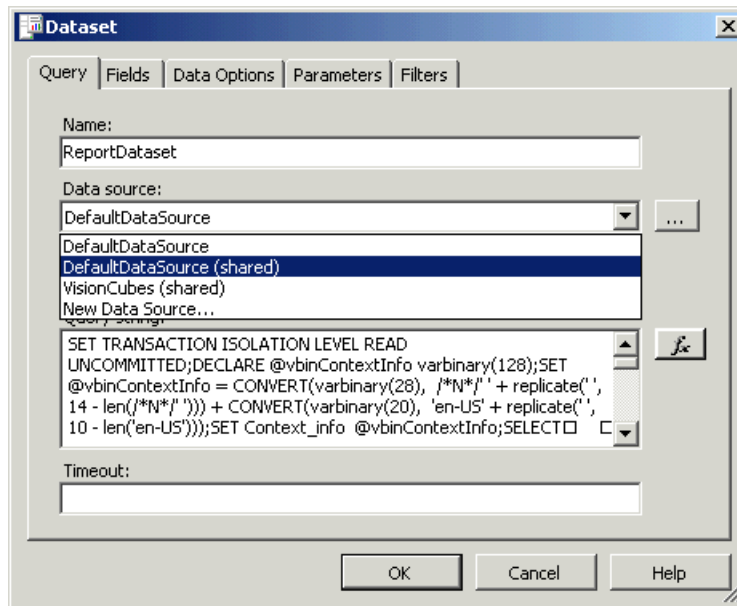 Dataset
Query Fields Data Options Parameters Filters
Name:
ReportDataset
Data source:
DefaultDataSource
...
DefaultDataSource
DefaultDataSource (shared)
VisionCubes (shared)
New Data Source...
Query string:
SET TRANSACTION ISOLATION LEVEL READ
UNCOMMITTED;DECLARE @vbinContextInfo varbinary(128);SET
@vbinContextInfo = CONVERT(varbinary(28), /*N*/' ' + replicate(' ',
14 - len(/*N*/' '))) + CONVERT(varbinary(20), 'en-US' + replicate(' ',
10 - len('en-US')));SET Context_info @vbinContextInfo;SELECT
fx
Timeout:
OK Cancel Help